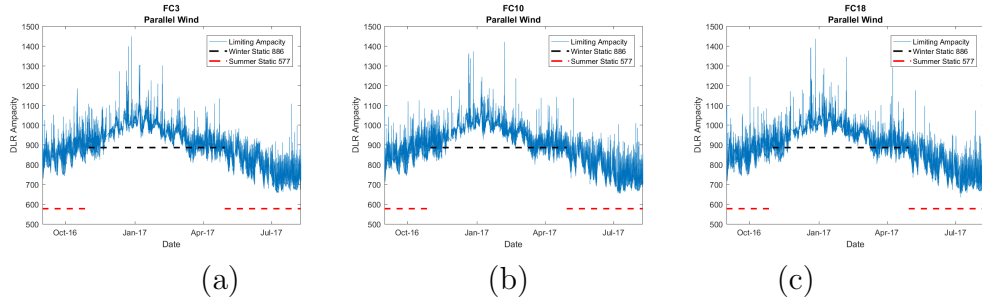 FC3
Parallel Wind
1500
1400
1300
1200
1100
1000
900
800
700
600
500
DLR Ampacity
Oct-16 Jan-17 Apr-17 Jul-17
Date
Limiting Ampacity
Winter Static 886
Summer Static 577
(a)
FC10
Parallel Wind
1500
1400
1300
1200
1100
1000
900
800
700
600
500
DLR Ampacity
Oct-16 Jan-17 Apr-17 Jul-17
Date
Limiting Ampacity
Winter Static 886
Summer Static 577
(b)
FC18
Parallel Wind
1500
1400
1300
1200
1100
1000
900
800
700
600
500
DLR Ampacity
Oct-16 Jan-17 Apr-17 Jul-17
Date
Limiting Ampacity
Winter Static 886
Summer Static 577
(c)